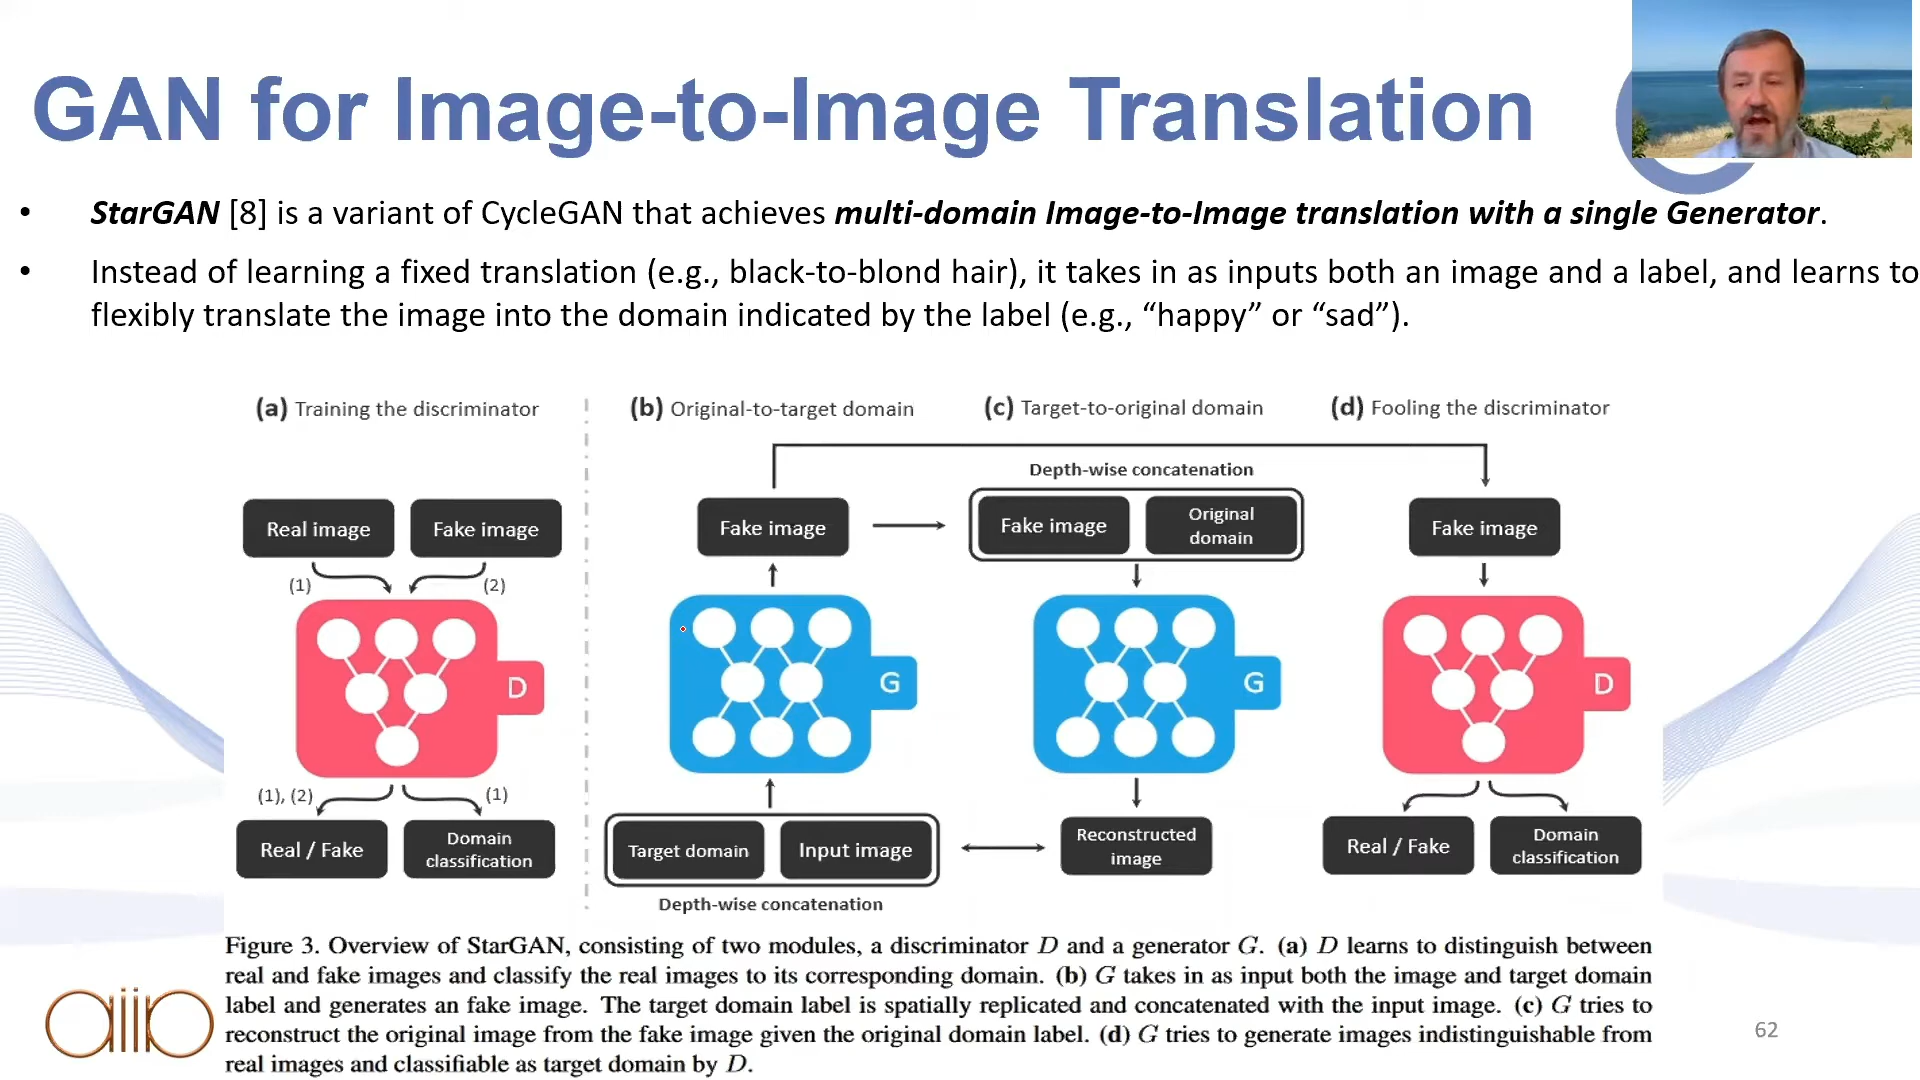 GAN for Image-to-Image Translation
• StarGAN [8] is a variant of CycleGAN that achieves multi-domain Image-to-Image translation with a single Generator.
• Instead of learning a fixed translation (e.g., black-to-blond hair), it takes in as inputs both an image and a label, and learns to
flexibly translate the image into the domain indicated by the label (e.g., “happy” or “sad”).
(a) Training the discriminator
Real image
Fake image
(1)
(2)
D
(1), (2)
(1)
Real / Fake
Domain
classification
(b) Original-to-target domain
Fake image
G
Target domain
Input image
Depth-wise concatenation
(c) Target-to-original domain
Depth-wise concatenation
Fake image
Original
domain
G
Reconstructed
image
(d) Fooling the discriminator
Fake image
D
Real / Fake
Domain
classification
Figure 3. Overview of StarGAN, consisting of two modules, a discriminator D and a generator G. (a) D learns to distinguish between
real and fake images and classify the real images to its corresponding domain. (b) G takes in as input both the image and target domain
label and generates an fake image. The target domain label is spatially replicated and concatenated with the input image. (c) G tries to
reconstruct the original image from the fake image given the original domain label. (d) G tries to generate images indistinguishable from
real images and classifiable as target domain by D.
aiia
62